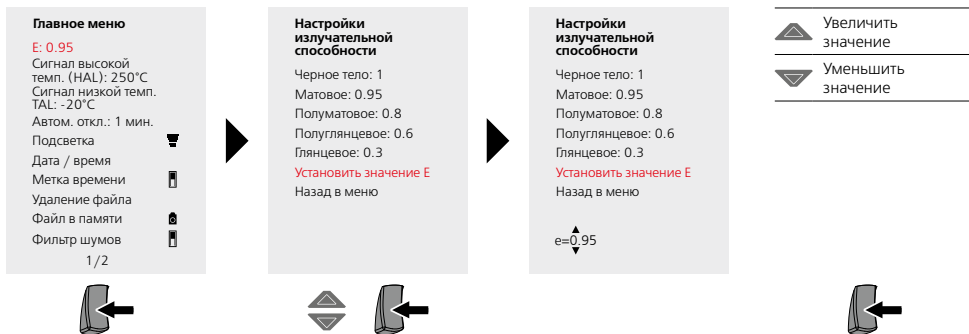 Главное меню
E: 0.95
Сигнал высокой
темп. (HAL): 250°C
Сигнал низкой темп.
TAL: -20°C
Автом. откл.: 1 мин.
Подсветка
Дата / время
Метка времени
Удаление файла
Файл в памяти
Фильтр шумов
1/2
Настройки
излучательной
способности
Черное тело: 1
Матовое: 0.95
Полуматовое: 0.8
Полуглянцевое: 0.6
Глянцевое: 0.3
Установить значение E
Назад в меню
Настройки
излучательной
способности
Черное тело: 1
Матовое: 0.95
Полуматовое: 0.8
Полуглянцевое: 0.6
Глянцевое: 0.3
Установить значение E
Назад в меню
e=0.95
Увеличить
значение
Уменьшить
значение